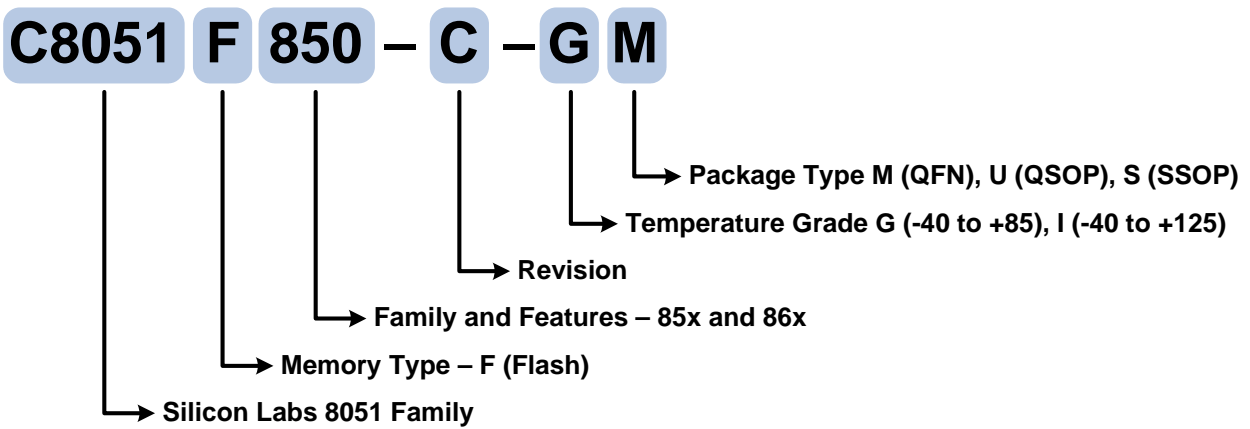 C8051 F 850 – C – G M
Package Type M (QFN), U (QSOP), S (SSOP)
Temperature Grade G (-40 to +85), I (-40 to +125)
Revision
Family and Features – 85x and 86x
Memory Type – F (Flash)
Silicon Labs 8051 Family